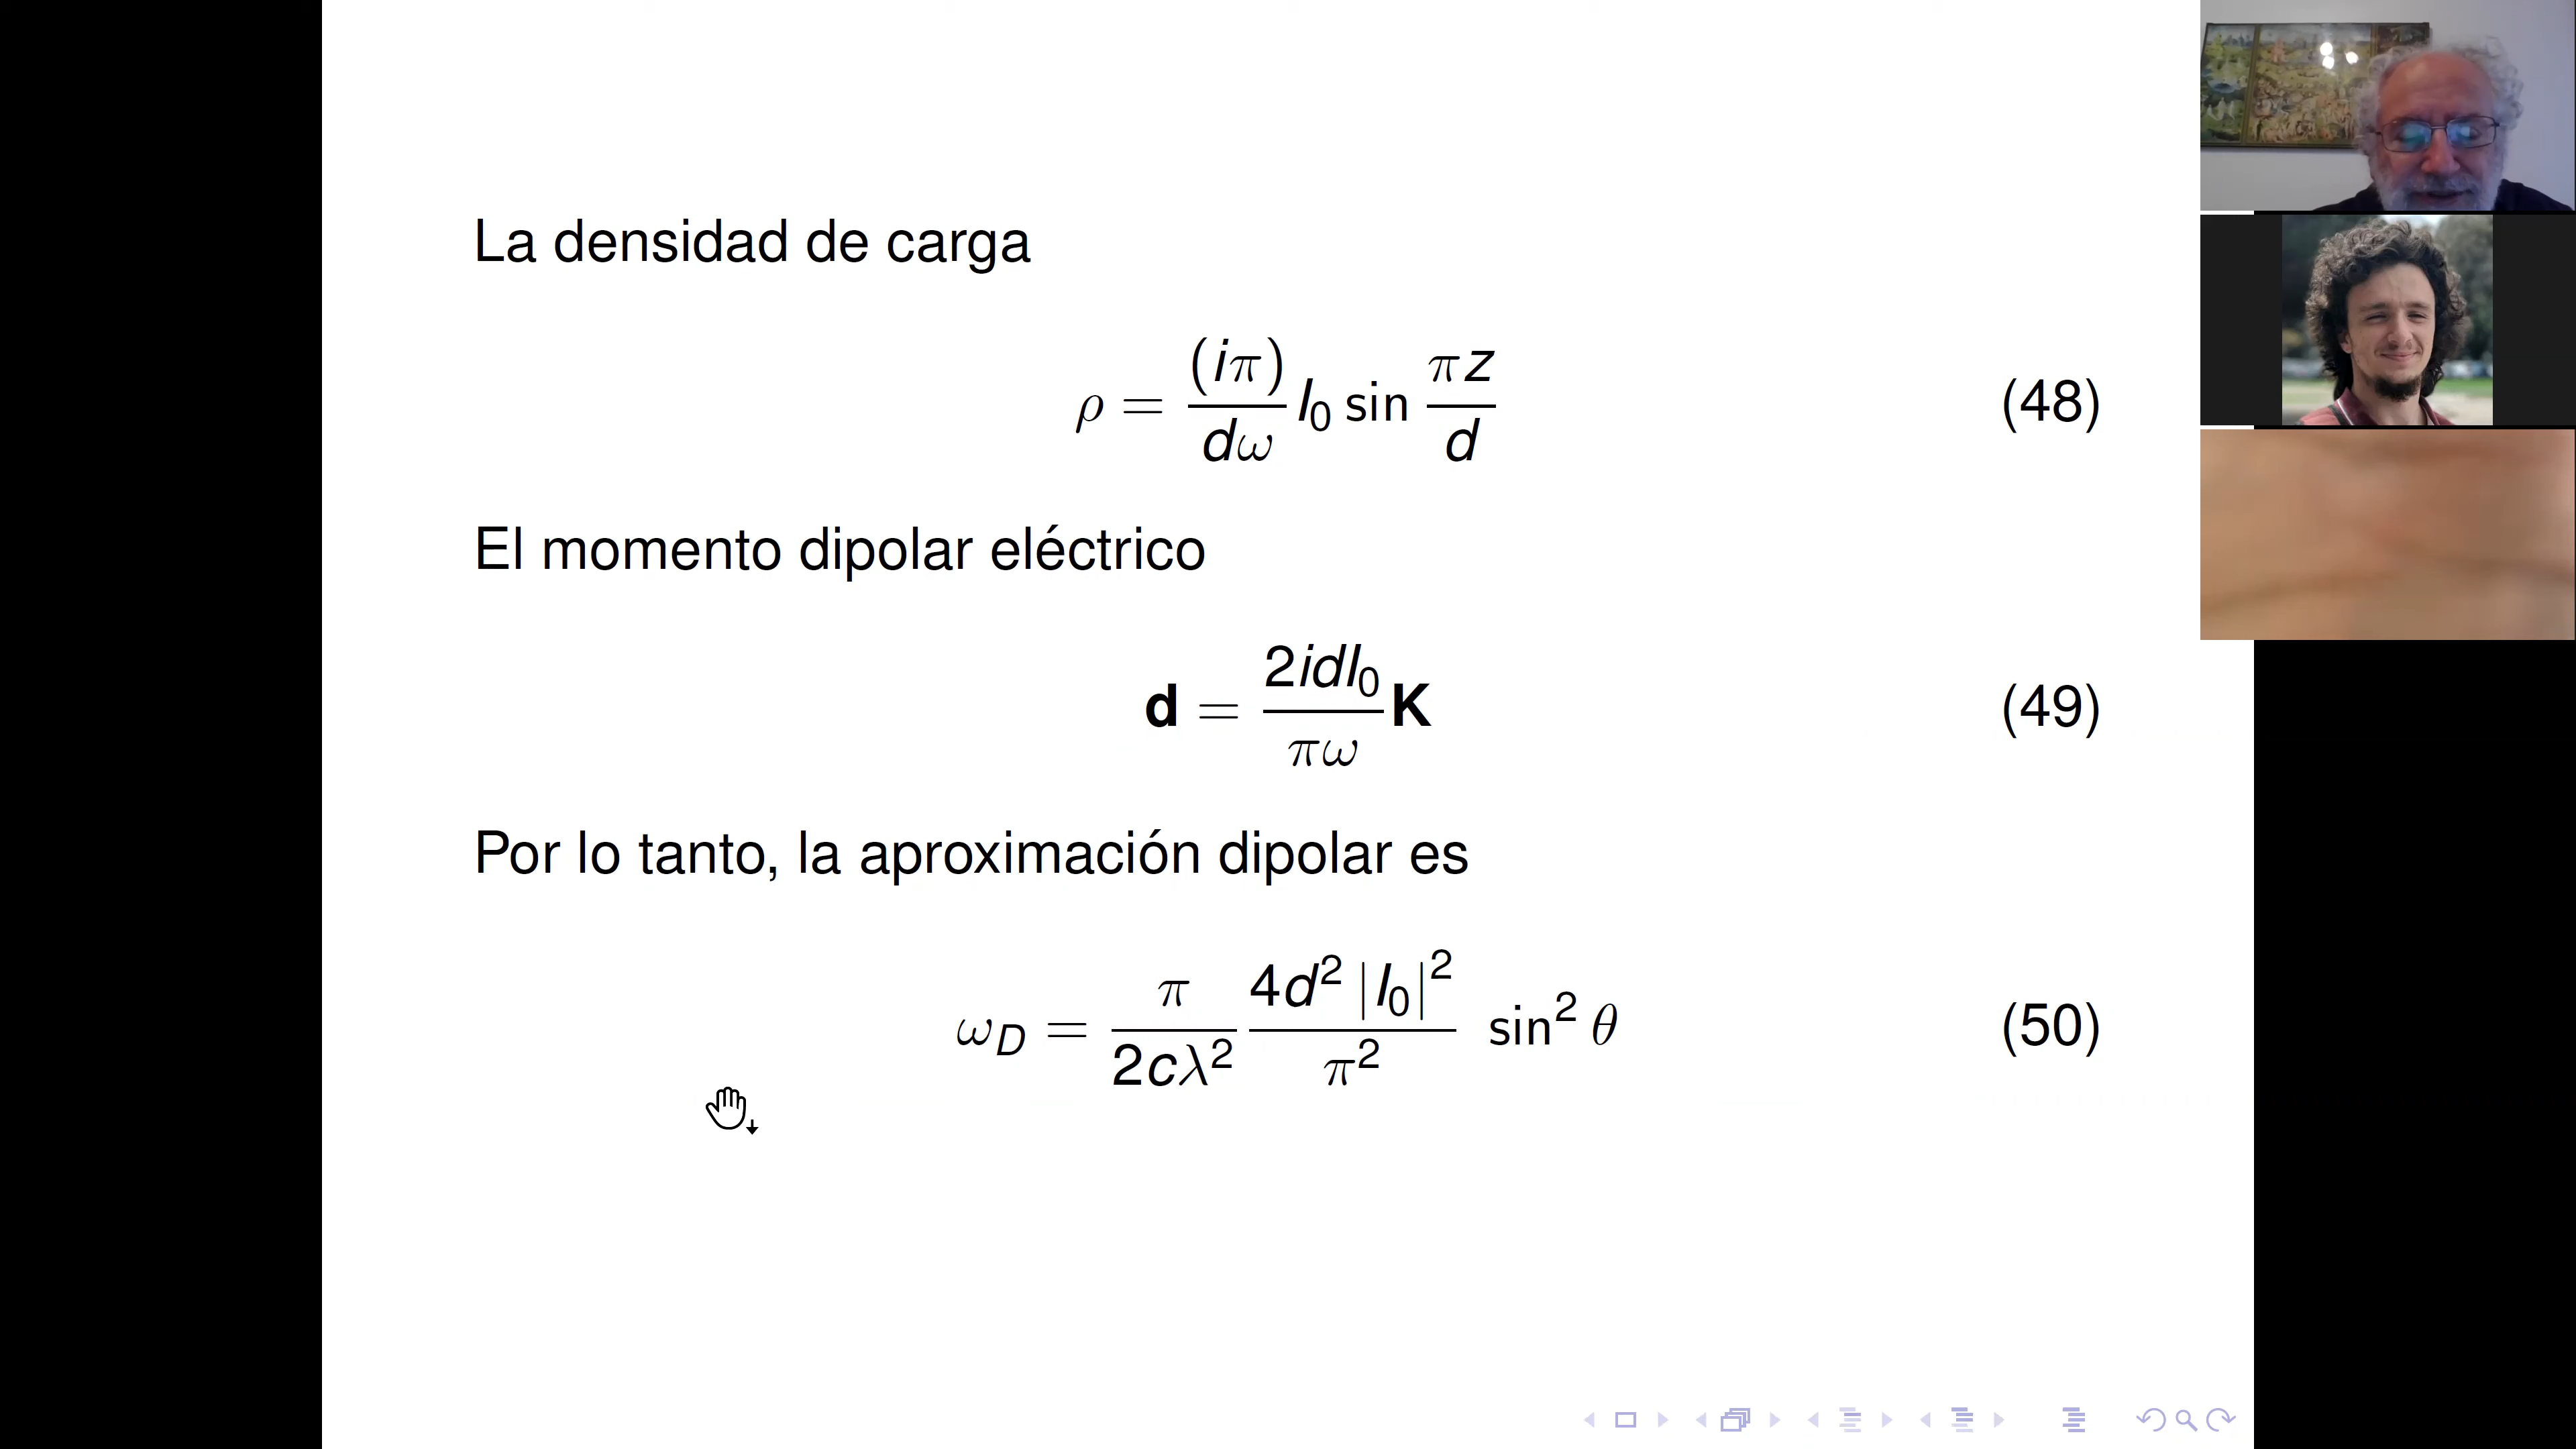 La densidad de carga
ρ = (iπ)/(dω) I₀ sin (πz)/d (48)
El momento dipolar eléctrico
d = (2idI₀)/(πω) K (49)
Por lo tanto, la aproximación dipolar es
ω_D = π/(2cλ²) (4d² |I₀|²)/π² sin² θ (50)